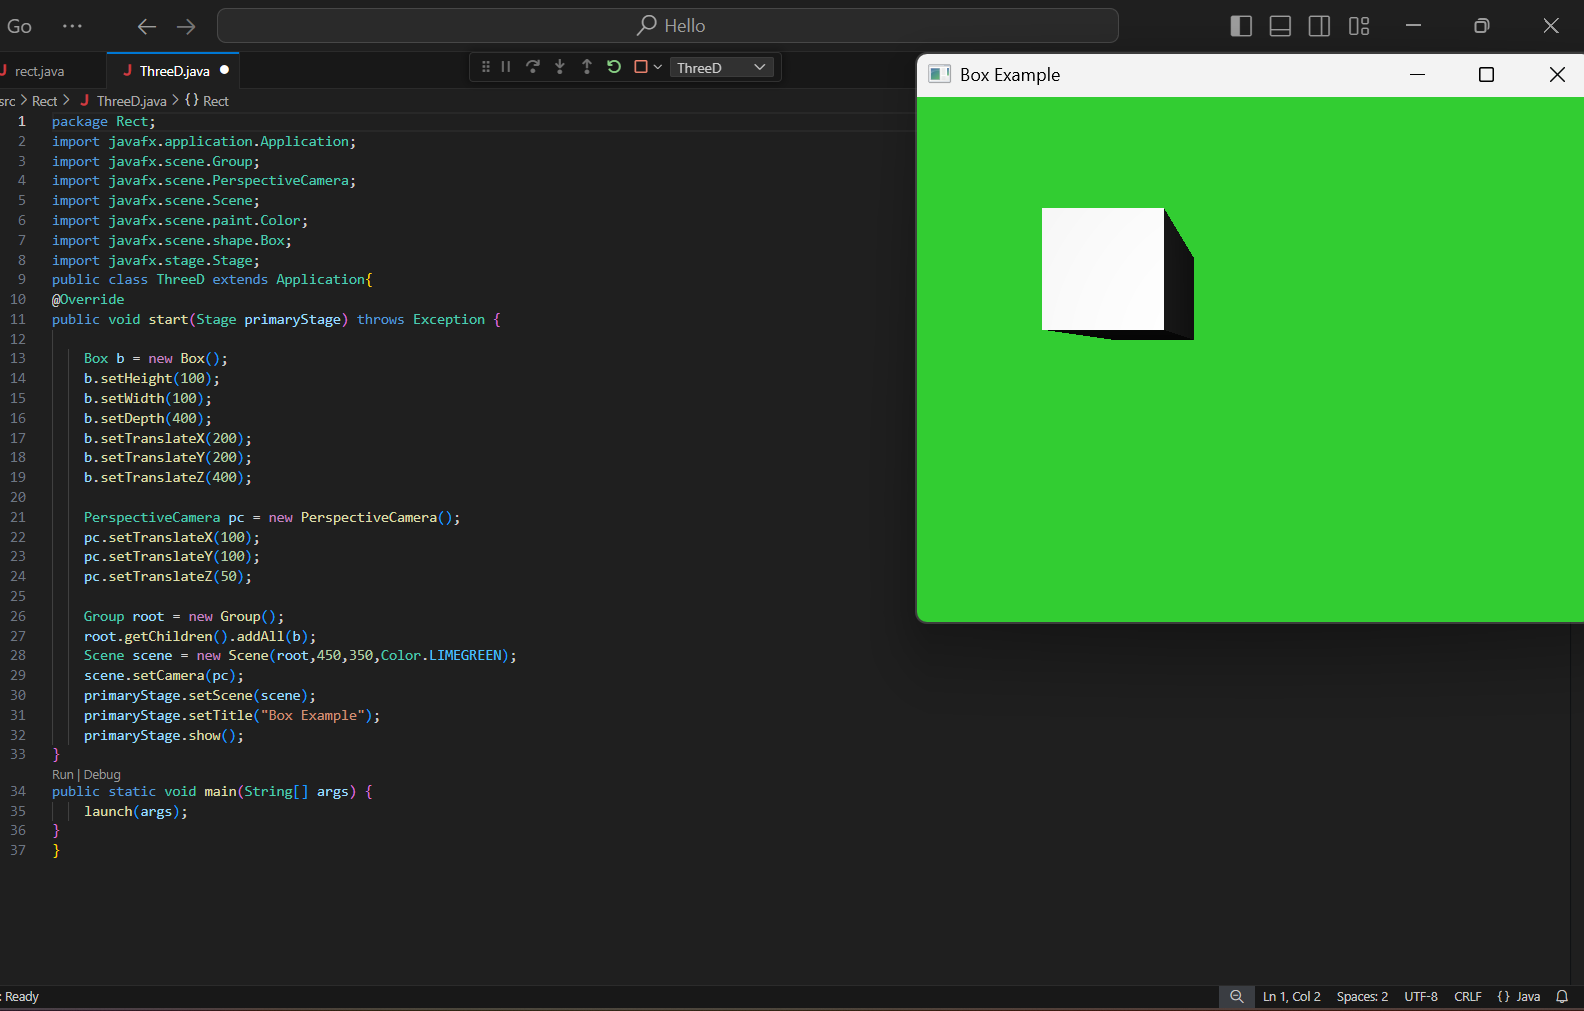 Go
Hello
rect.java
ThreeD.java
ThreeD
Box Example
src > Rect > ThreeD.java > {} Rect
1 package Rect;
2 import javafx.application.Application;
3 import javafx.scene.Group;
4 import javafx.scene.PerspectiveCamera;
5 import javafx.scene.Scene;
6 import javafx.scene.paint.Color;
7 import javafx.scene.shape.Box;
8 import javafx.stage.Stage;
9 public class ThreeD extends Application{
10 @Override
11 public void start(Stage primaryStage) throws Exception {
12
13 Box b = new Box();
14 b.setHeight(100);
15 b.setWidth(100);
16 b.setDepth(400);
17 b.setTranslateX(200);
18 b.setTranslateY(200);
19 b.setTranslateZ(400);
20
21 PerspectiveCamera pc = new PerspectiveCamera();
22 pc.setTranslateX(100);
23 pc.setTranslateY(100);
24 pc.setTranslateZ(50);
25
26 Group root = new Group();
27 root.getChildren().addAll(b);
28 Scene scene = new Scene(root,450,350,Color.LIMEGREEN);
29 scene.setCamera(pc);
30 primaryStage.setScene(scene);
31 primaryStage.setTitle("Box Example");
32 primaryStage.show();
33 }
Run | Debug
34 public static void main(String[] args) {
35 launch(args);
36 }
37 }
: Ready
Ln 1, Col 2
Spaces: 2
UTF-8
CRLF
{} Java